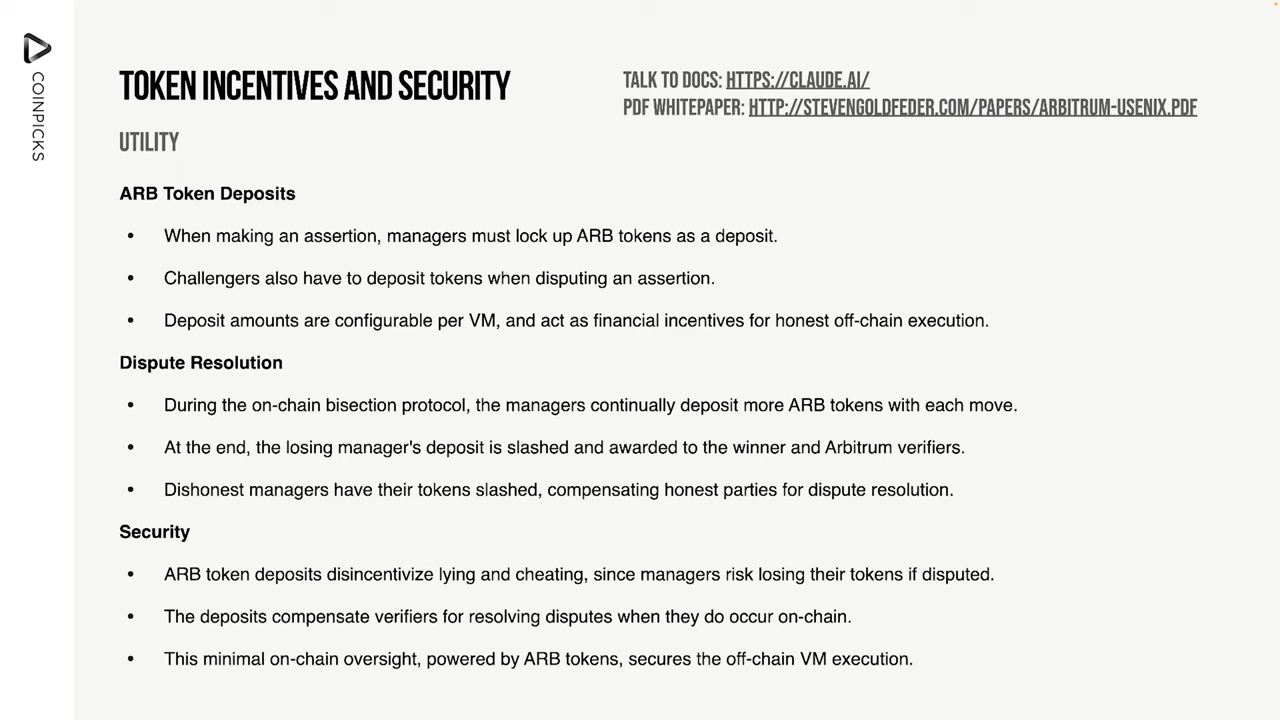 COINPICKS
TOKEN INCENTIVES AND SECURITY
TALK TO DOCS: HTTPS://CLAUDE.AI/
PDF WHITEPAPER: HTTP://STEVENGOLDFEDER.COM/PAPERS/ARBITRUM-USENIX.PDF
UTILITY
ARB Token Deposits
• When making an assertion, managers must lock up ARB tokens as a deposit.
• Challengers also have to deposit tokens when disputing an assertion.
• Deposit amounts are configurable per VM, and act as financial incentives for honest off-chain execution.
Dispute Resolution
• During the on-chain bisection protocol, the managers continually deposit more ARB tokens with each move.
• At the end, the losing manager's deposit is slashed and awarded to the winner and Arbitrum verifiers.
• Dishonest managers have their tokens slashed, compensating honest parties for dispute resolution.
Security
• ARB token deposits disincentivize lying and cheating, since managers risk losing their tokens if disputed.
• The deposits compensate verifiers for resolving disputes when they do occur on-chain.
• This minimal on-chain oversight, powered by ARB tokens, secures the off-chain VM execution.